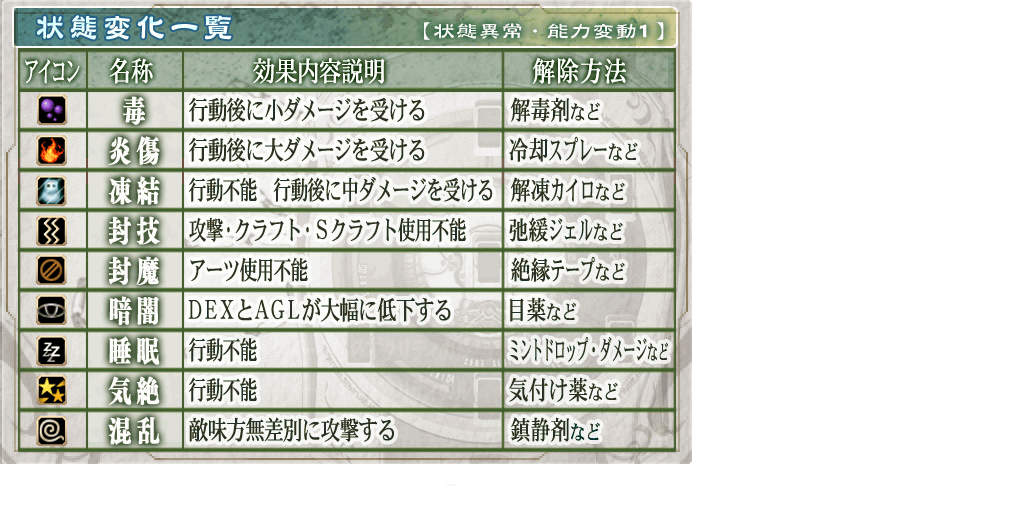 状態変化一覧 【状態異常・能力変動1】
アイコン 名称 効果内容説明 解除方法
毒 行動後に小ダメージを受ける 解毒剤など
炎傷 行動後に大ダメージを受ける 冷却スプレーなど
凍結 行動不能 行動後に中ダメージを受ける 解凍カイロなど
封技 攻撃・クラフト・Sクラフト使用不能 弛緩ジェルなど
封魔 アーツ使用不能 絶縁テープなど
暗闇 DEXとAGLが大幅に低下する 目薬など
睡眠 行動不能 ミントドロップ・ダメージなど
気絶 行動不能 気付け薬など
混乱 敵味方無差別に攻撃する 鎮静剤など